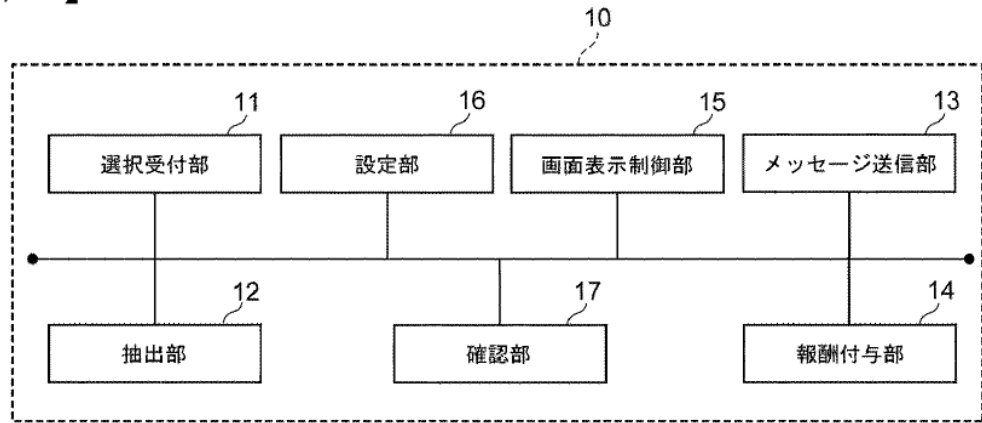 10
11
16
15
13
選択受付部
設定部
画面表示制御部
メッセージ送信部
12
17
14
抽出部
確認部
報酬付与部